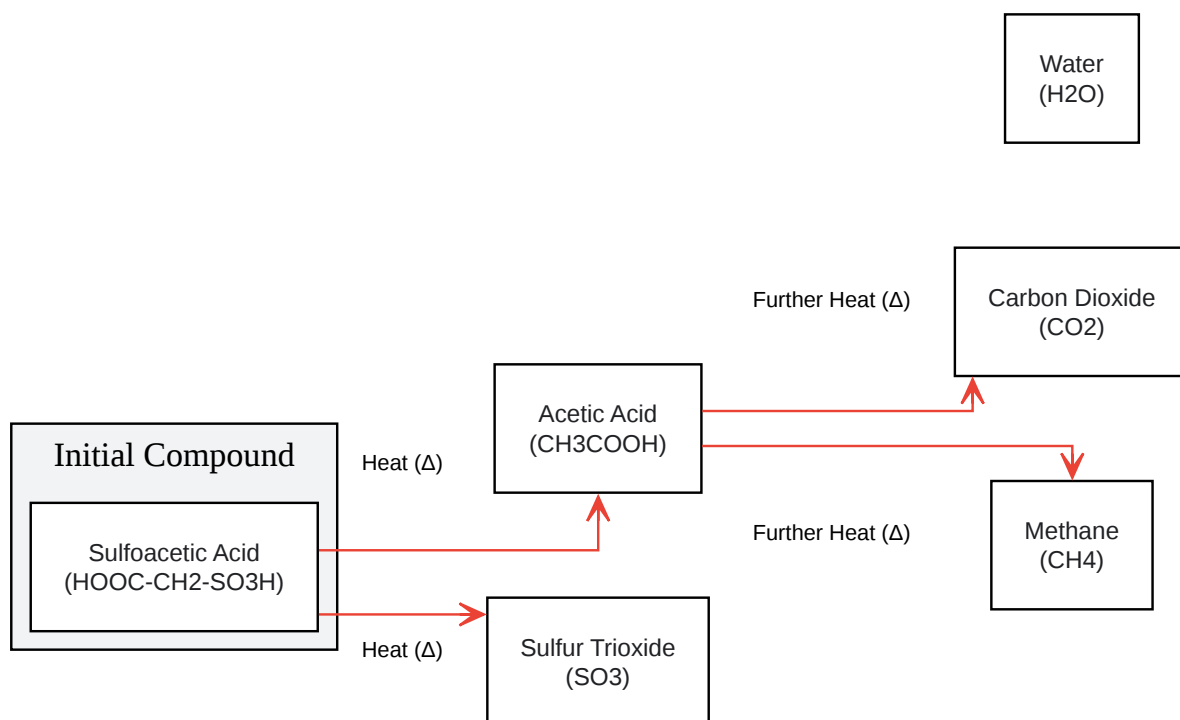 Water
(H2O)
Further Heat (Δ)
Carbon Dioxide
(CO2)
Acetic Acid
(CH3COOH)
Initial Compound
Heat (Δ)
Sulfoacetic Acid
(HOOC-CH2-SO3H)
Further Heat (Δ)
Methane
(CH4)
Heat (Δ)
Sulfur Trioxide
(SO3)